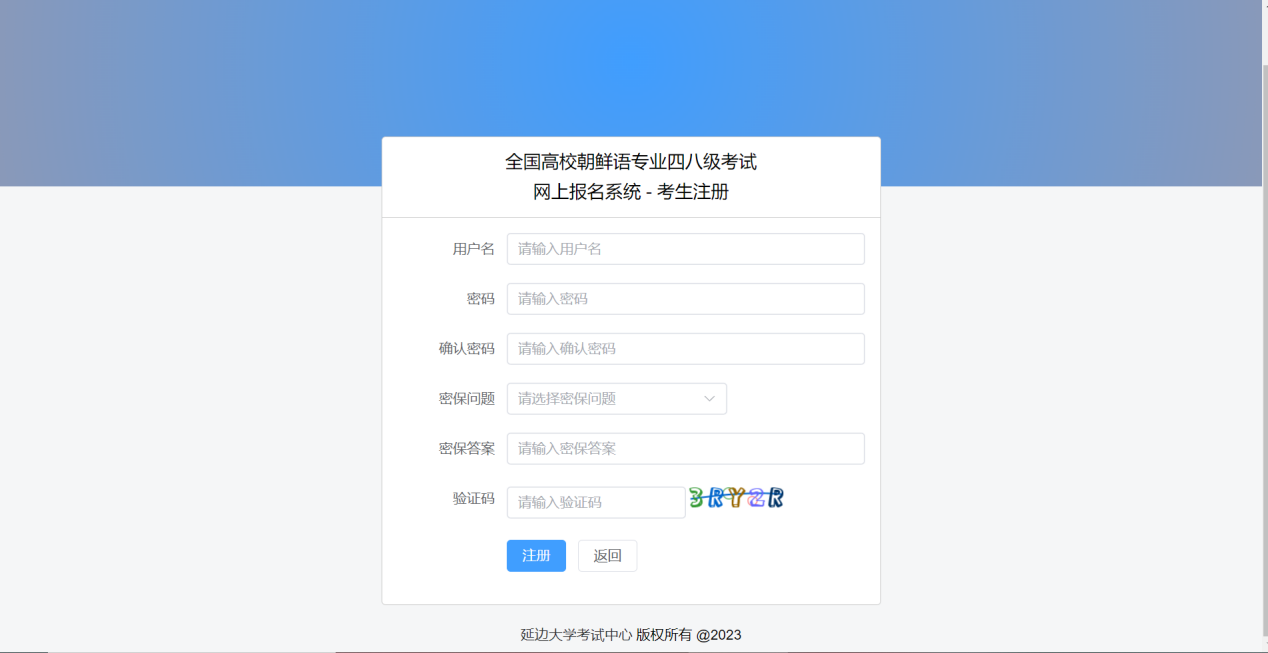 全国高校朝鲜语专业四八级考试
网上报名系统 - 考生注册
用户名 请输入用户名
密码 请输入密码
确认密码 请输入确认密码
密保问题 请选择密保问题
密保答案 请输入密保答案
验证码 请输入验证码 3RY2R
注册 返回
延边大学考试中心 版权所有 @2023